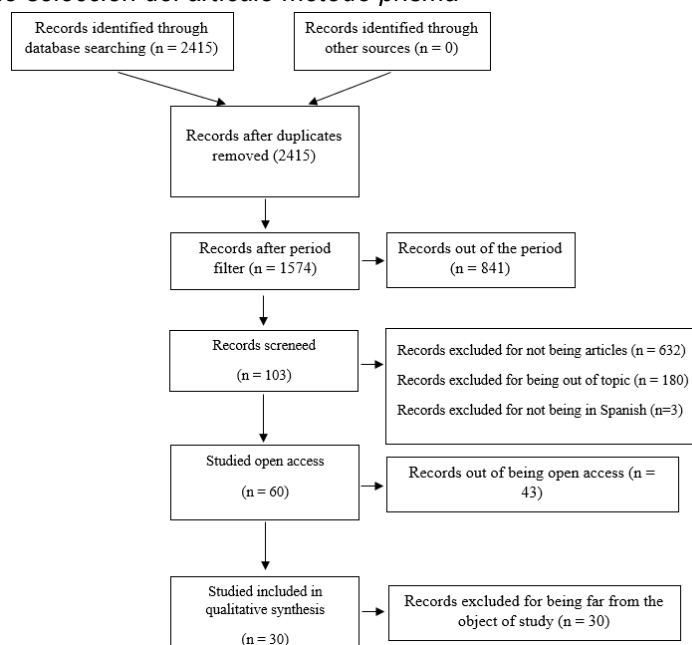 selección del artículo método prisma
Records identified through
database searching (n = 2415)
Records identified through
other sources (n = 0)
Records after duplicates
removed (2415)
Records after period
filter (n = 1574)
Records out of the period
(n = 841)
Records screneed
(n = 103)
Records excluded for not being articles (n = 632)
Records excluded for being out of topic (n = 180)
Records excluded for not being in Spanish (n=3)
Studied open access
(n = 60)
Records out of being open access (n =
43)
Studied included in
qualitative synthesis
(n = 30)
Records excluded for being far from the
object of study (n = 30)